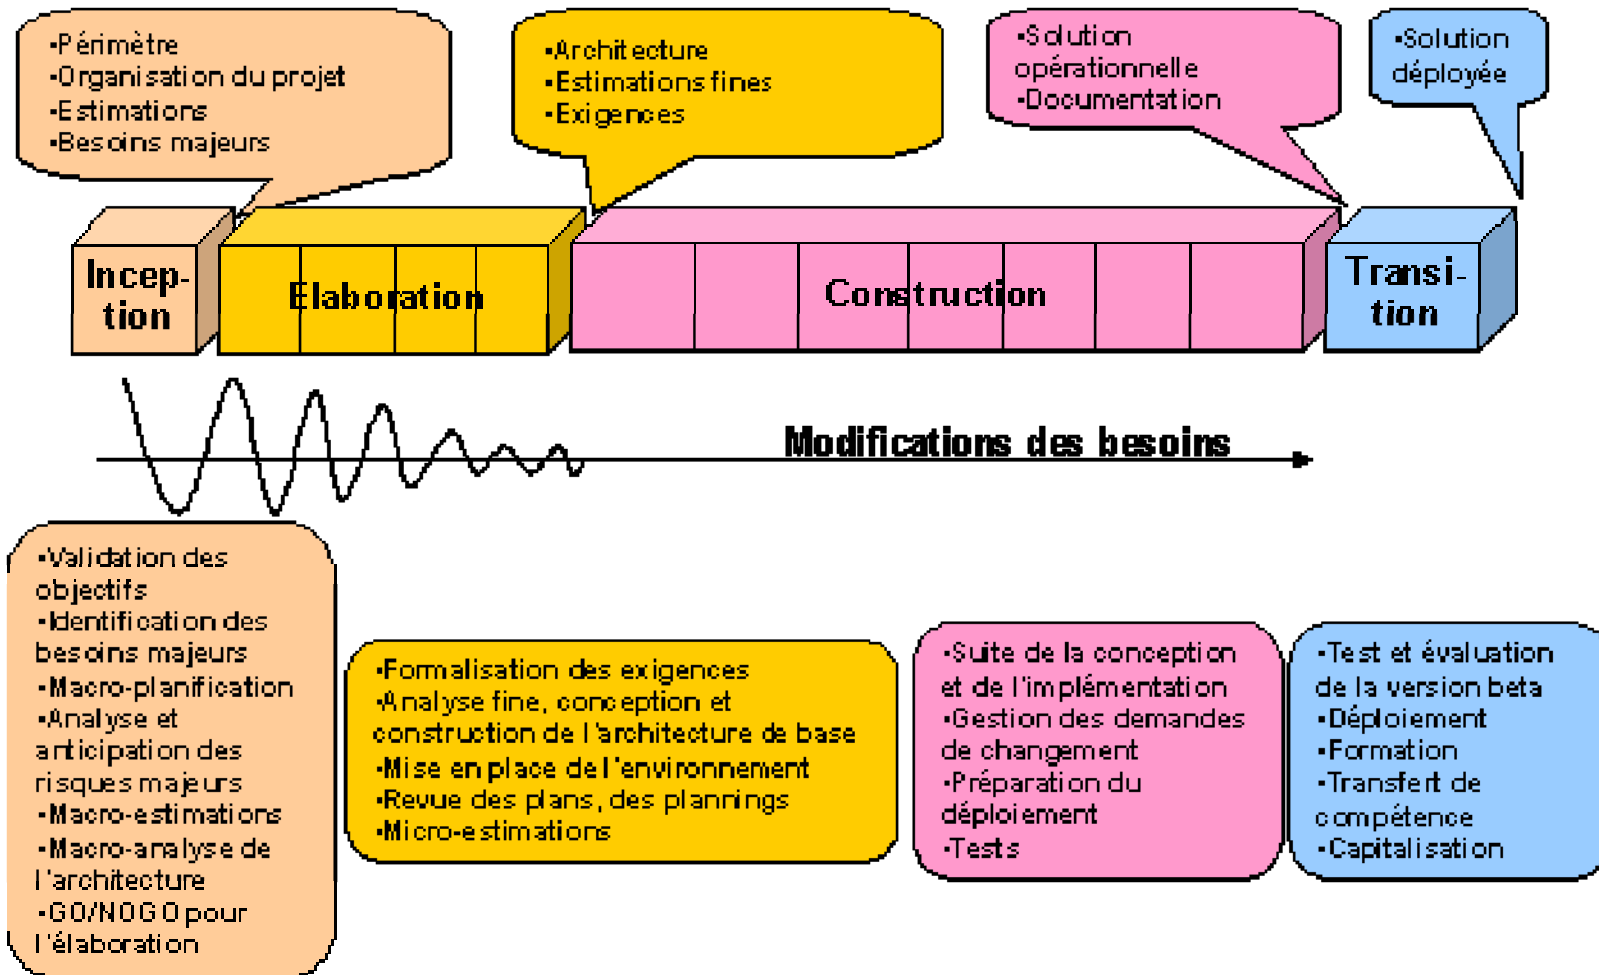 ▪Périmètre
▪Organisation du projet
▪Estimations
▪Besoins majeurs
▪Architecture
▪Estimations fines
▪Exigences
▪Solution
opérationnelle
▪Documentation
▪Solution
déployée
Incep-
tion
Elaboration
Construction
Transi-
tion
Modifications des besoins
▪Validation des
objectifs
▪Identification des
besoins majeurs
▪Macro-planification
▪Analyse et
anticipation des
risques majeurs
▪Macro-estimations
▪Macro-analyse de
l'architecture
▪GO/NOGO pour
l'élaboration
▪Formalisation des exigences
▪Analyse fine, conception et
construction de l'architecture de base
▪Mise en place de l'environnement
▪Revue des plans, des plannings
▪Micro-estimations
▪Suite de la conception
et de l'implémentation
▪Gestion des demandes
de changement
▪Préparation du
déploiement
▪Tests
▪Test et évaluation
de la version beta
▪Déploiement
▪Formation
▪Transfert de
compétence
▪Capitalisation